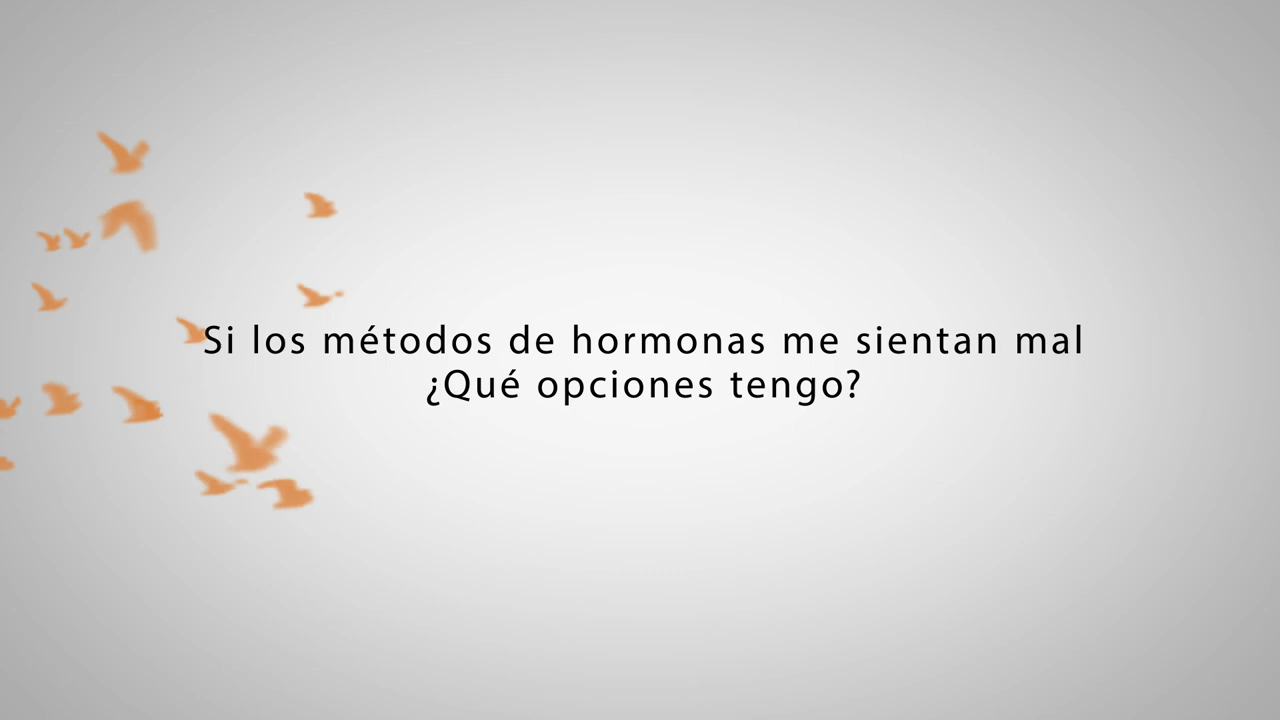 Si los métodos de hormonas me sientan mal
¿Qué opciones tengo?